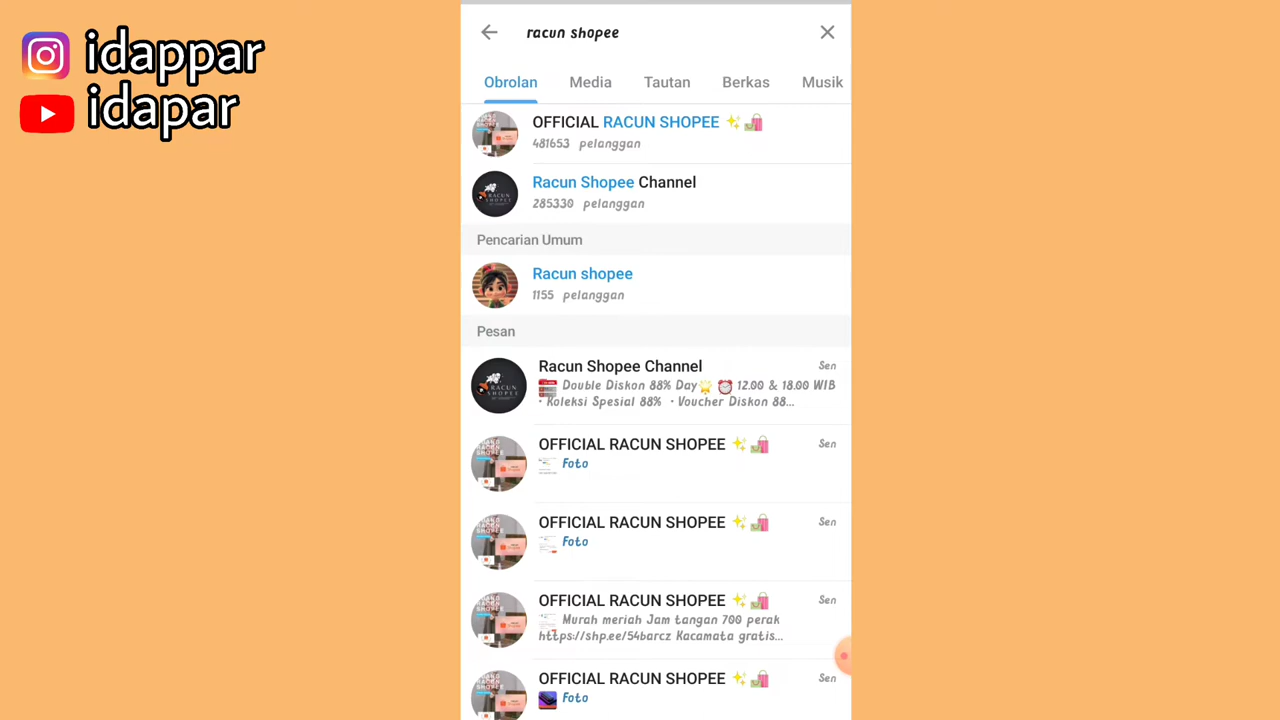 idappar
idapar
racun shopee
Obrolan Media Tautan Berkas Musik
OFFICIAL RACUN SHOPEE ✨🛍️
481653 pelanggan
Racun Shopee Channel
285330 pelanggan
Pencarian Umum
Racun shopee
1155 pelanggan
Pesan
Racun Shopee Channel Sen
Double Diskon 88% Day🌟 ⏰ 12.00 & 18.00 WIB
• Koleksi Spesial 88% • Voucher Diskon 88...
OFFICIAL RACUN SHOPEE ✨🛍️ Sen
Foto
OFFICIAL RACUN SHOPEE ✨🛍️ Sen
Foto
OFFICIAL RACUN SHOPEE ✨🛍️ Sen
Murah meriah Jam tangan 700 perak
https://shp.ee/54barcz Kacamata gratis...
OFFICIAL RACUN SHOPEE ✨🛍️ Sen
Foto